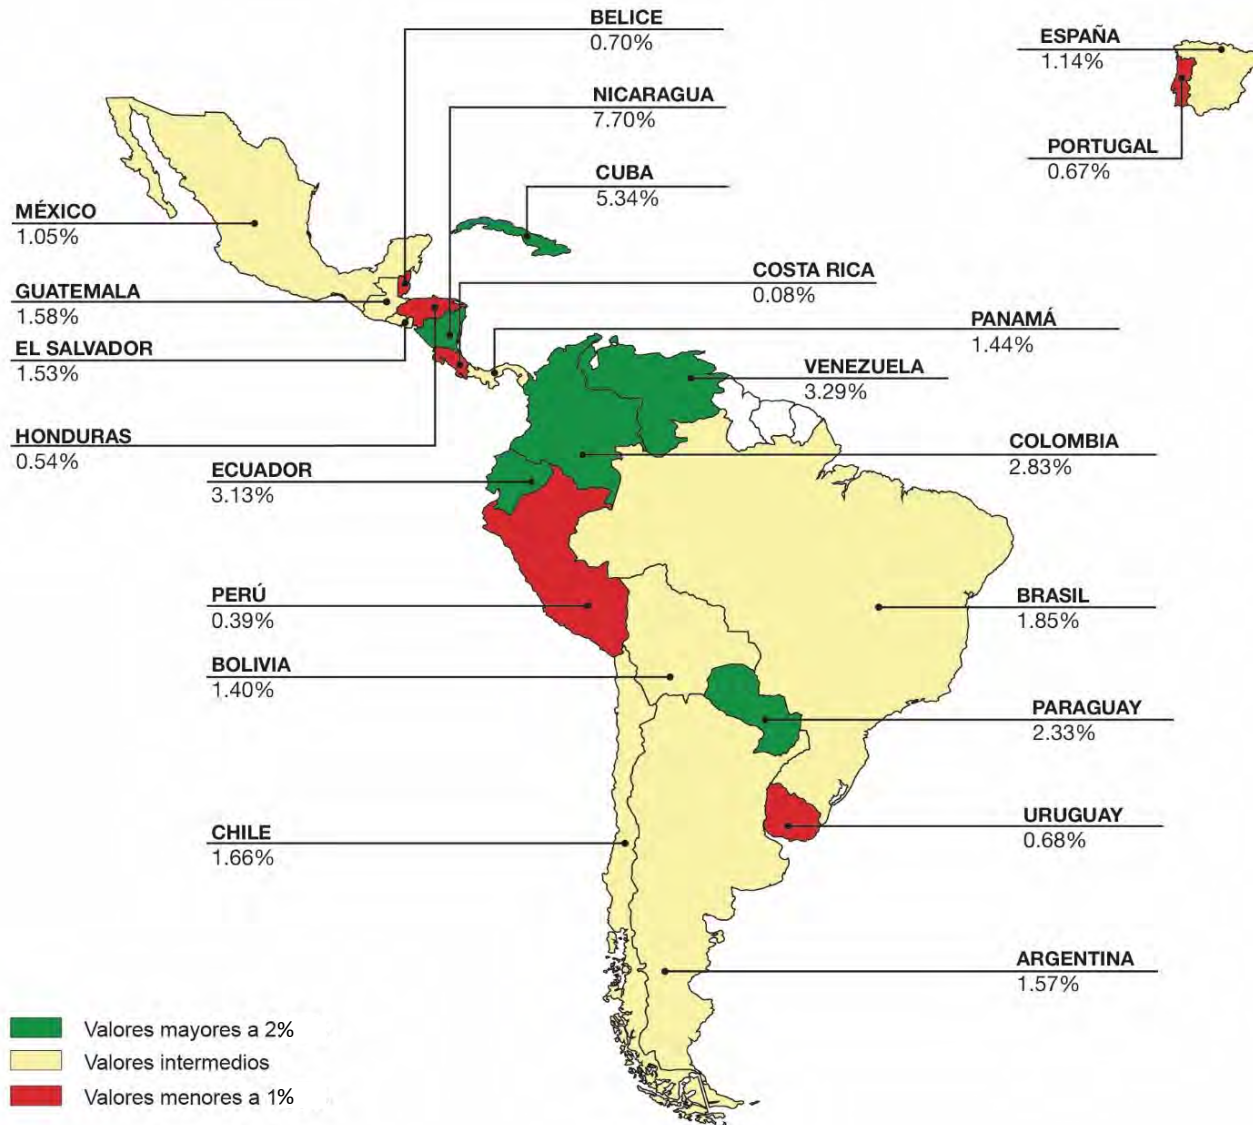 BELICE
0.70%
ESPAÑA
1.14%
NICARAGUA
7.70%
PORTUGAL
0.67%
CUBA
5.34%
MÉXICO
1.05%
COSTA RICA
0.08%
GUATEMALA
1.58%
PANAMÁ
1.44%
EL SALVADOR
1.53%
VENEZUELA
3.29%
HONDURAS
0.54%
COLOMBIA
2.83%
ECUADOR
3.13%
PERÚ
0.39%
BRASIL
1.85%
BOLIVIA
1.40%
PARAGUAY
2.33%
CHILE
1.66%
URUGUAY
0.68%
ARGENTINA
1.57%
Valores mayores a 2%
Valores intermedios
Valores menores a 1%